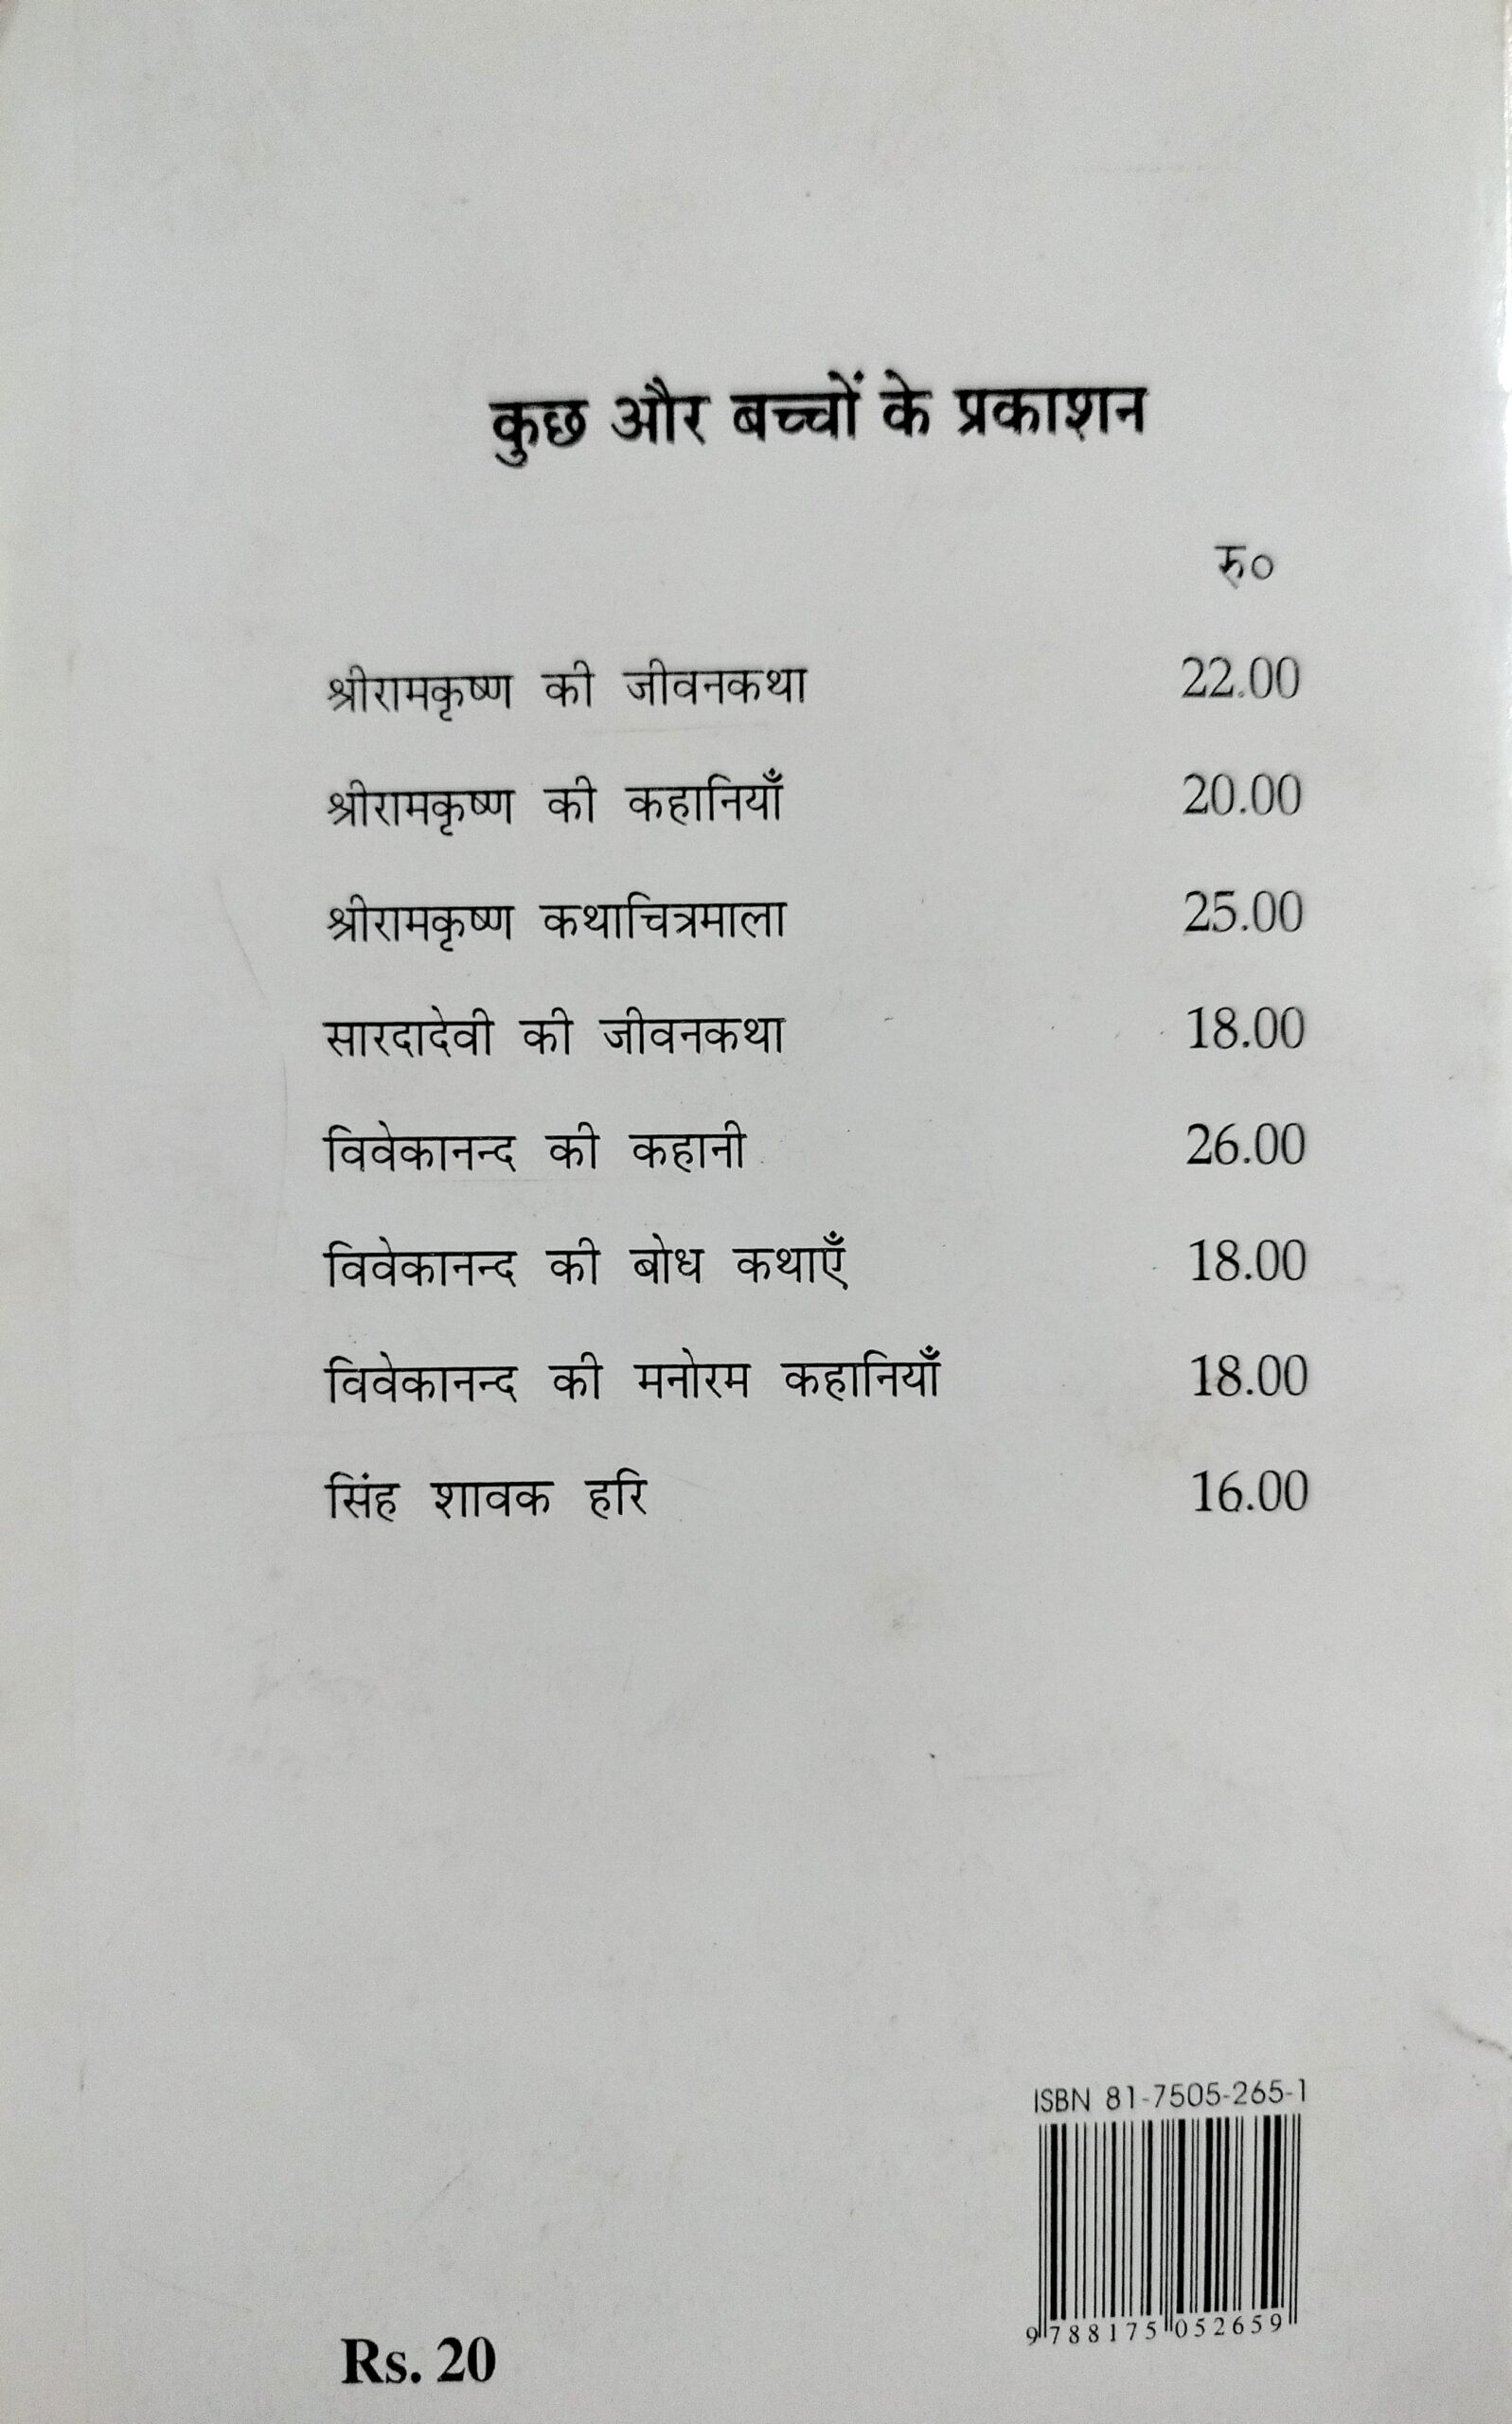 कुछ और बच्चों के प्रकाशन
रु०
श्रीरामकृष्ण की जीवनकथा 22.00
श्रीरामकृष्ण की कहानियाँ 20.00
श्रीरामकृष्ण कथाचित्रमाला 25.00
सारदादेवी की जीवनकथा 18.00
विवेकानन्द की कहानी 26.00
विवेकानन्द की बोध कथाएँ 18.00
विवेकानन्द की मनोरम कहानियाँ 18.00
सिंह शावक हरि 16.00
ISBN 81-7505-265-1
9 788175 052659
Rs. 20